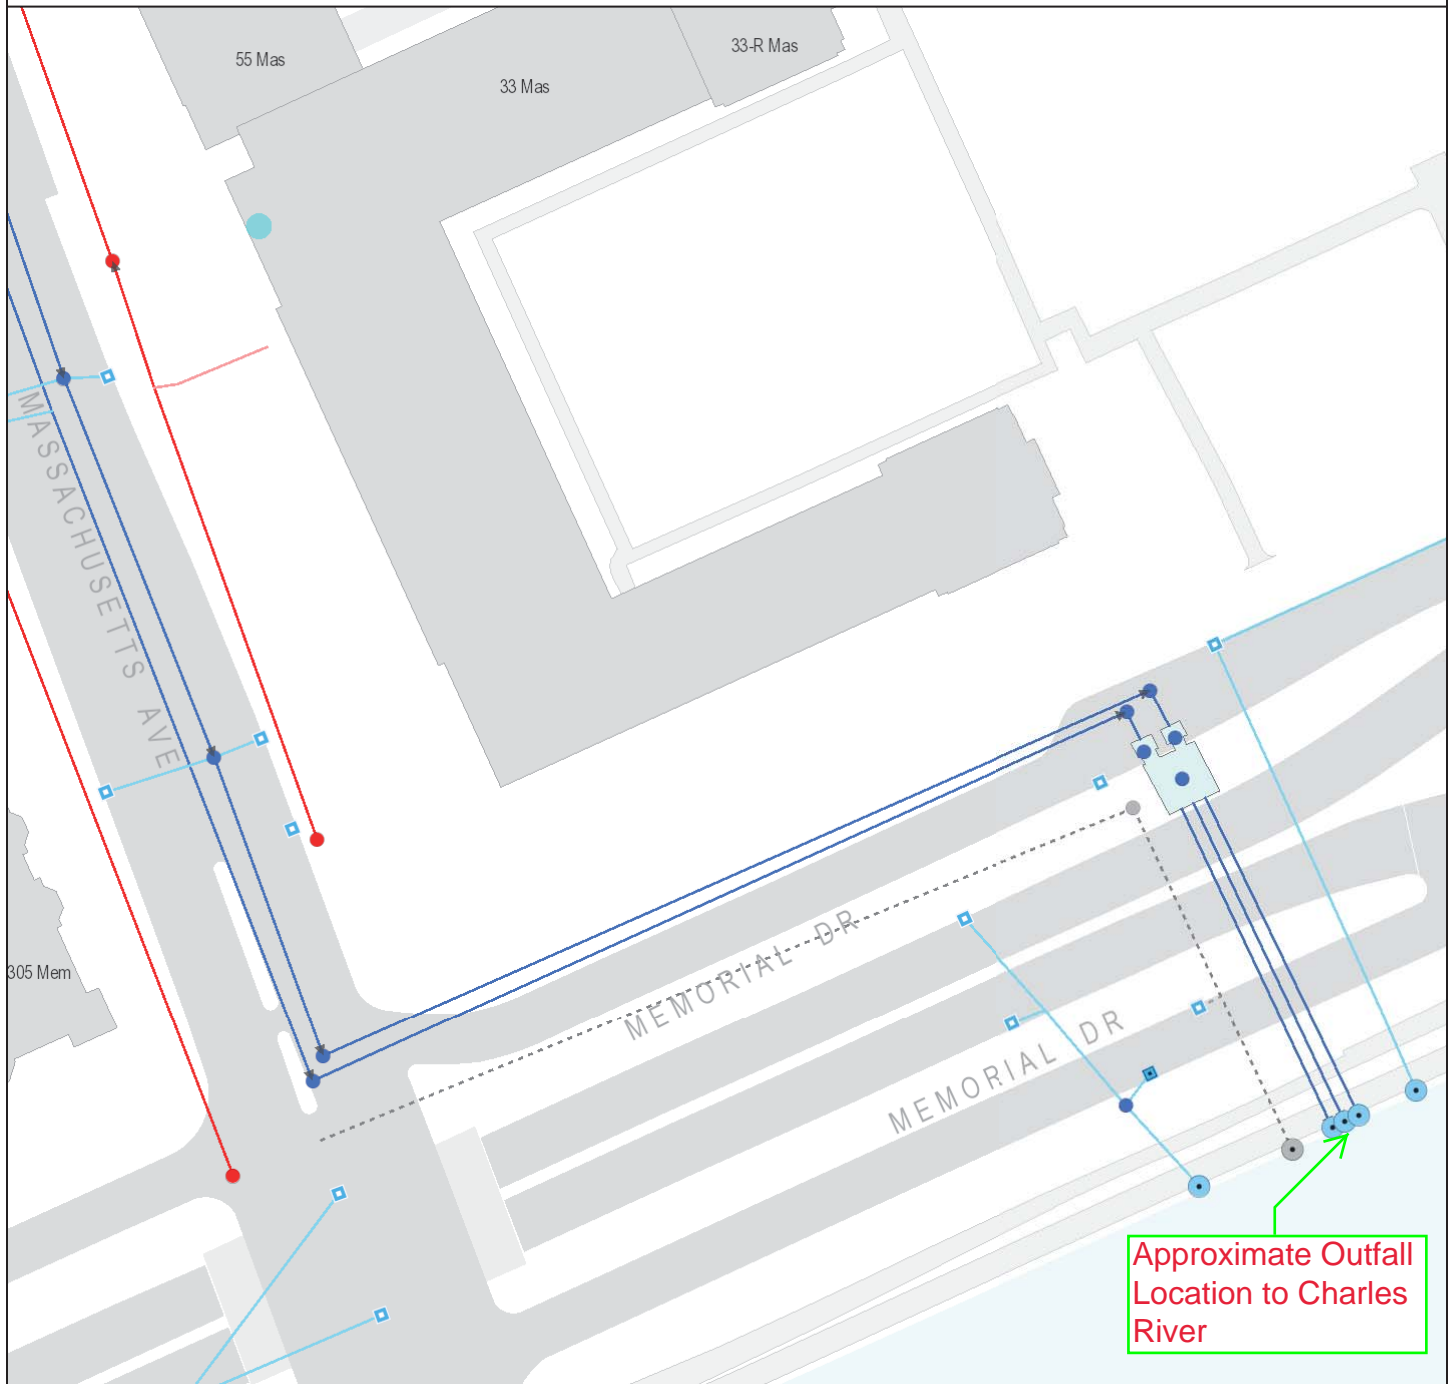 55 Mas
33 Mas
33-R Mas
MASSACHUSETTS AVE
305 Mem
MEMORIAL DR
MEMORIAL DR
Approximate Outfall
Location to Charles
River